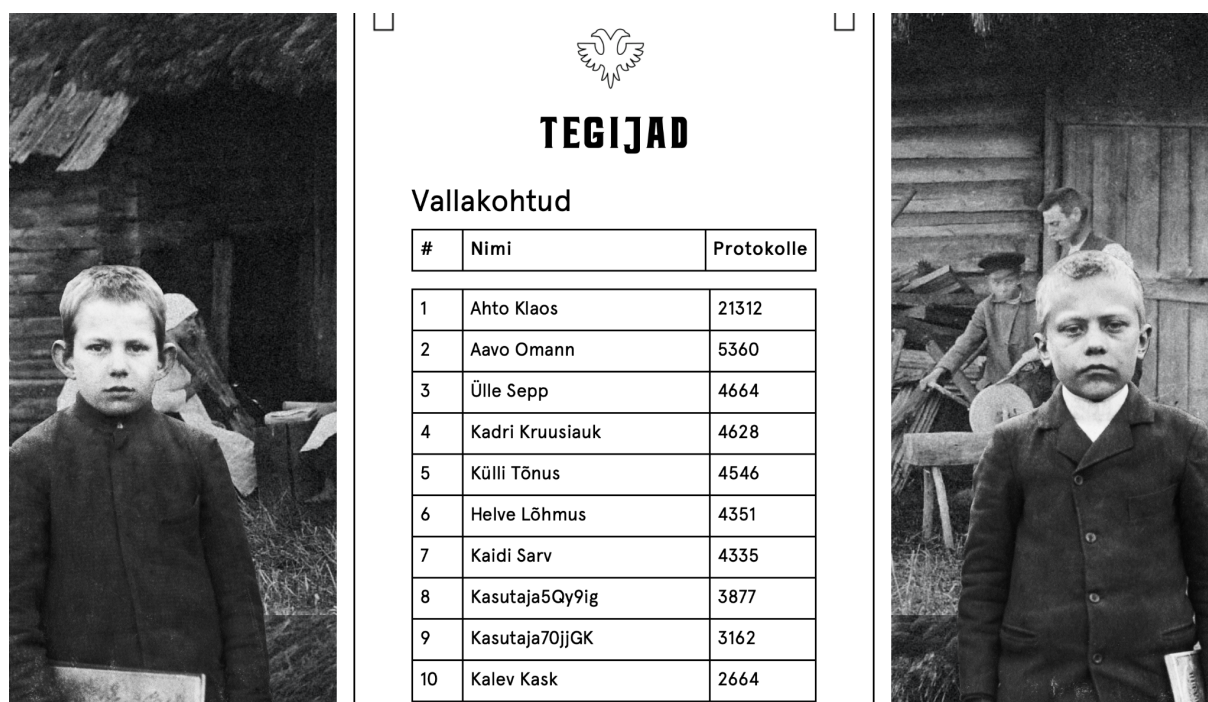 TEGIJAD
Vallakohtud
# Nimi Protokolle
1 Ahto Klaos 21312
2 Aavo Omann 5360
3 Ülle Sepp 4664
4 Kadri Kruusiauk 4628
5 Külli Tõnus 4546
6 Helve Lõhmus 4351
7 Kaidi Sarv 4335
8 Kasutaja5Qy9ig 3877
9 Kasutaja70jjGK 3162
10 Kalev Kask 2664